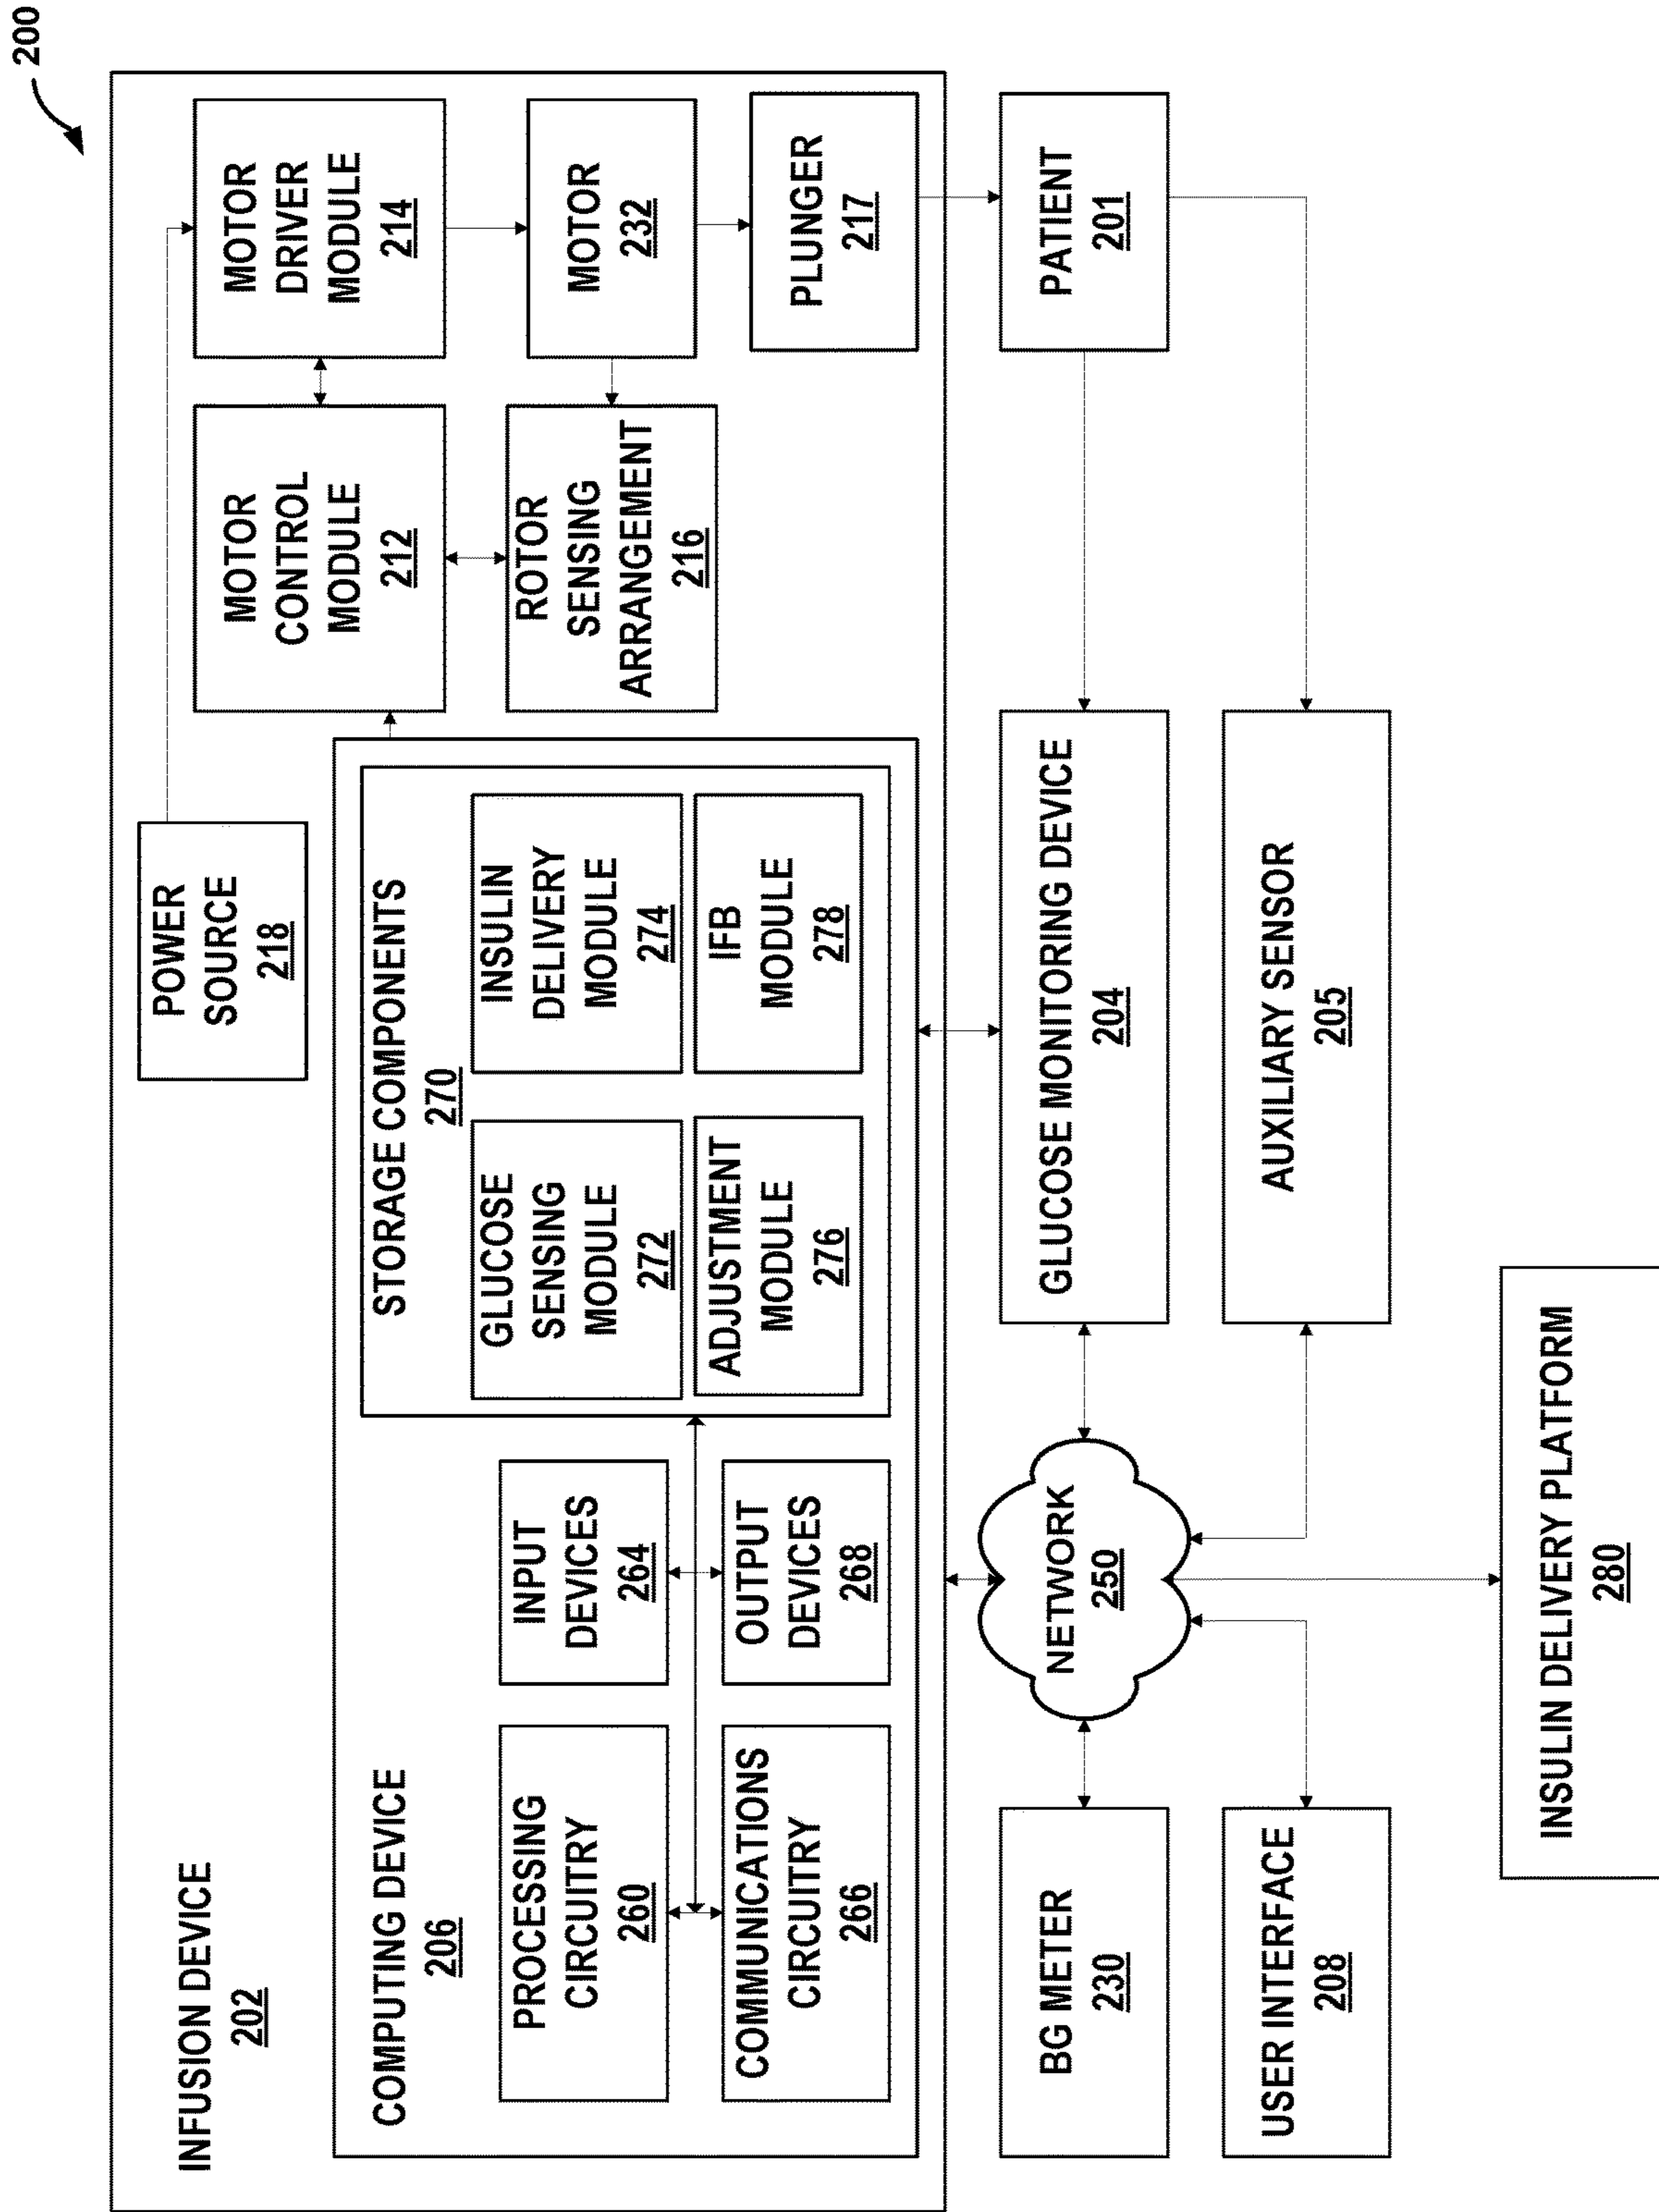 200
INFUSION DEVICE
202
POWER
SOURCE
218
MOTOR
CONTROL
MODULE
212
MOTOR
DRIVER
MODULE
214
COMPUTING DEVICE
206
PROCESSING
CIRCUITRY
260
COMMUNICATIONS
CIRCUITRY
266
INPUT
DEVICES
264
OUTPUT
DEVICES
268
STORAGE COMPONENTS
270
GLUCOSE
SENSING
MODULE
272
INSULIN
DELIVERY
MODULE
274
ADJUSTMENT
MODULE
276
IFB
MODULE
278
ROTOR
SENSING
ARRANGEMENT
216
MOTOR
232
PLUNGER
217
BG METER
230
NETWORK
250
GLUCOSE MONITORING DEVICE
204
PATIENT
201
USER INTERFACE
208
AUXILIARY SENSOR
205
INSULIN DELIVERY PLATFORM
280